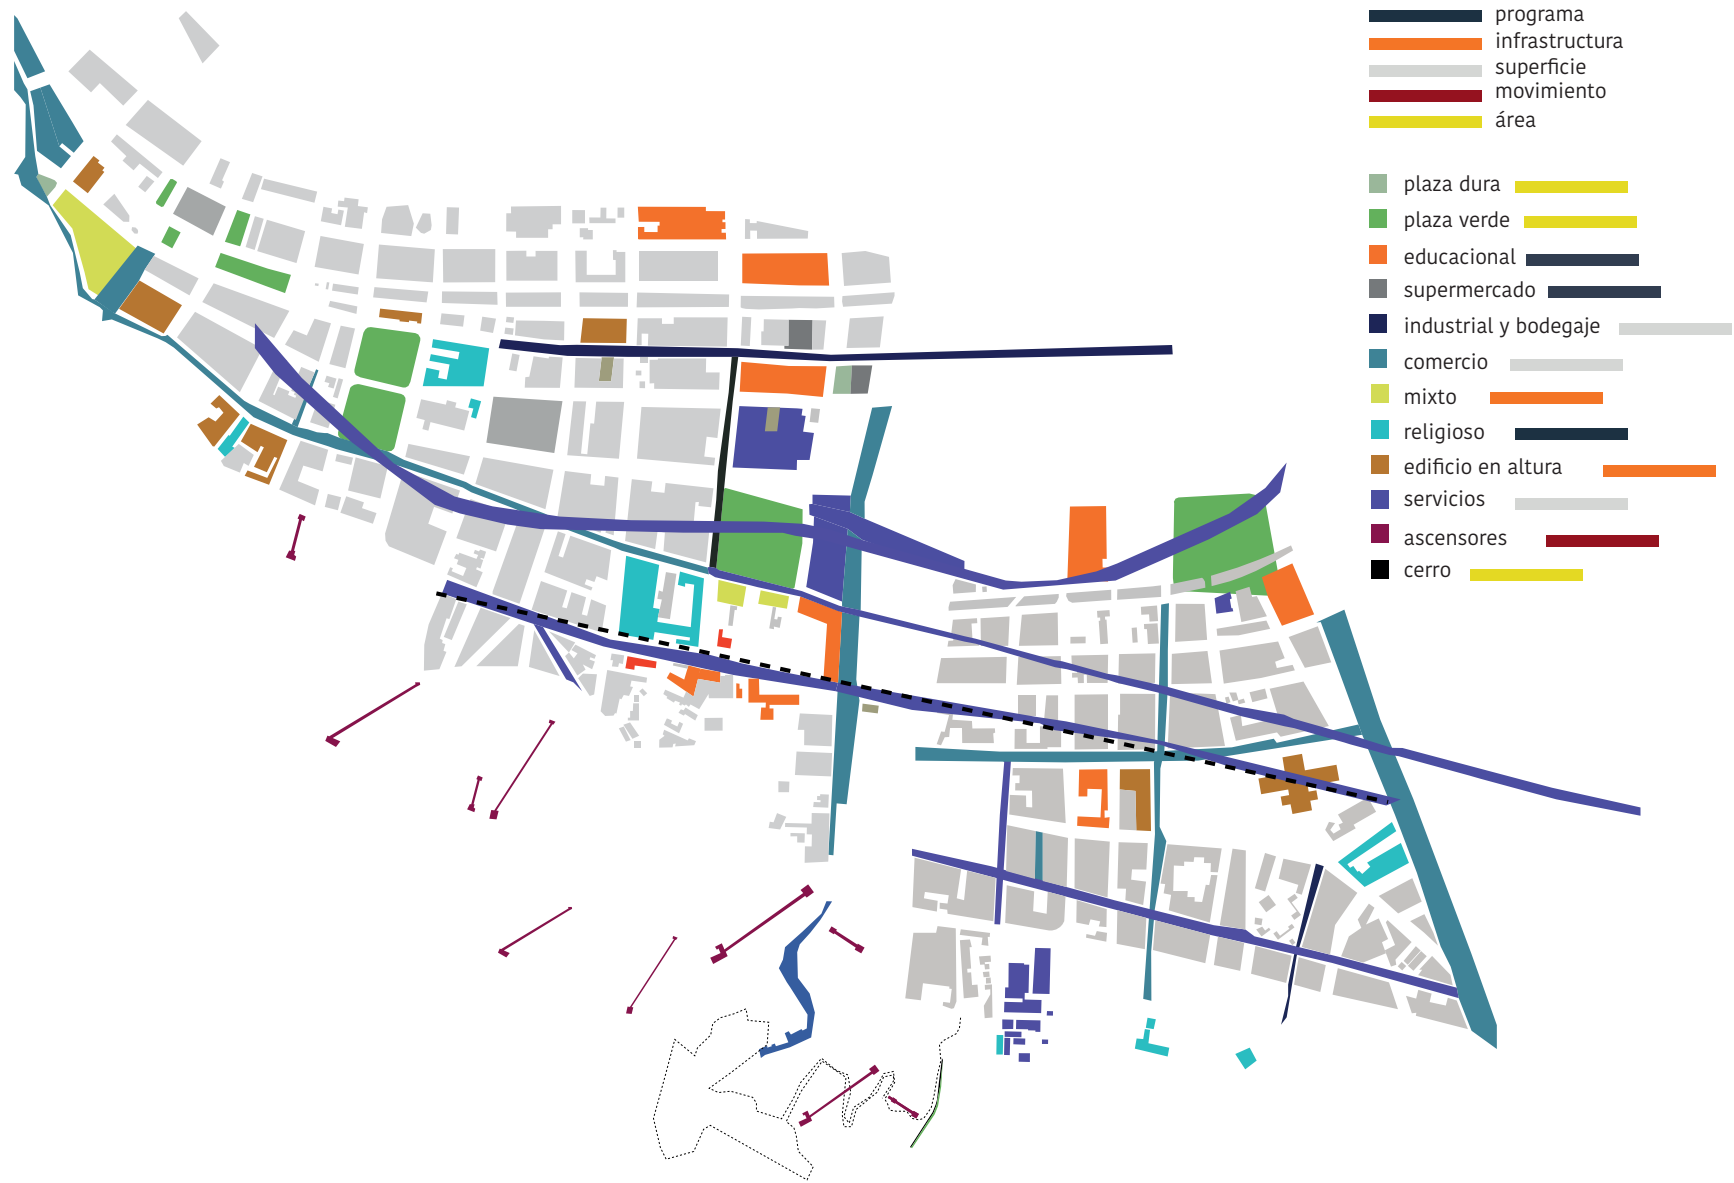 programa
infrastructura
superficie
movimiento
área
plaza dura
plaza verde
educacional
supermercado
industrial y bodegaje
comercio
mixto
religioso
edificio en altura
servicios
ascensores
cerro